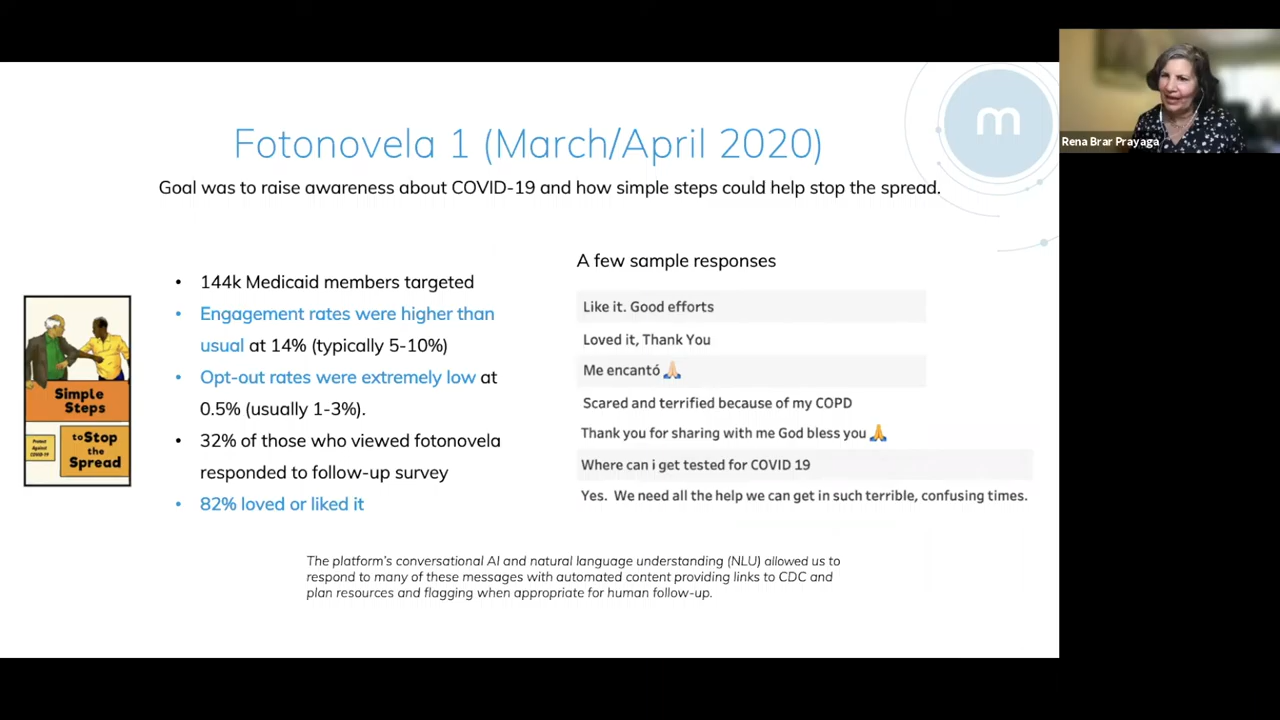 m
Rena Brar Prayaga
Fotonovela 1 (March/April 2020)
Goal was to raise awareness about COVID-19 and how simple steps could help stop the spread.
Simple
Steps
Protect
Against
COVID-19
to Stop
the
Spread
• 144k Medicaid members targeted
• Engagement rates were higher than
usual at 14% (typically 5-10%)
• Opt-out rates were extremely low at
0.5% (usually 1-3%).
• 32% of those who viewed fotonovela
responded to follow-up survey
• 82% loved or liked it
A few sample responses
Like it. Good efforts
Loved it, Thank You
Me encantó 🙏🏻
Scared and terrified because of my COPD
Thank you for sharing with me God bless you 🙏
Where can i get tested for COVID 19
Yes. We need all the help we can get in such terrible, confusing times.
The platform's conversational AI and natural language understanding (NLU) allowed us to
respond to many of these messages with automated content providing links to CDC and
plan resources and flagging when appropriate for human follow-up.